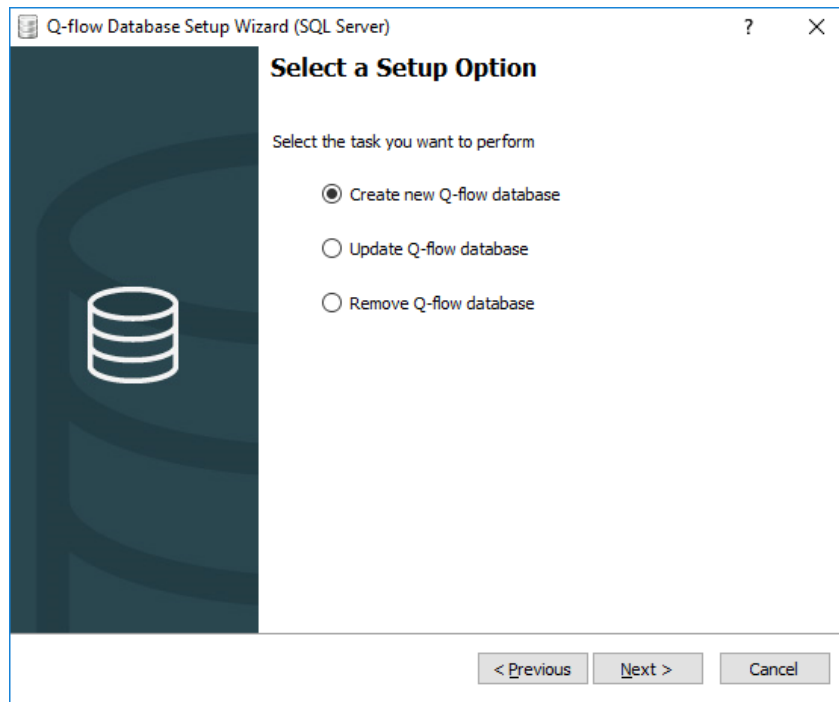 Q-flow Database Setup Wizard (SQL Server)
?
Select a Setup Option
Select the task you want to perform
Create new Q-flow database
Update Q-flow database
Remove Q-flow database
< Previous
Next >
Cancel